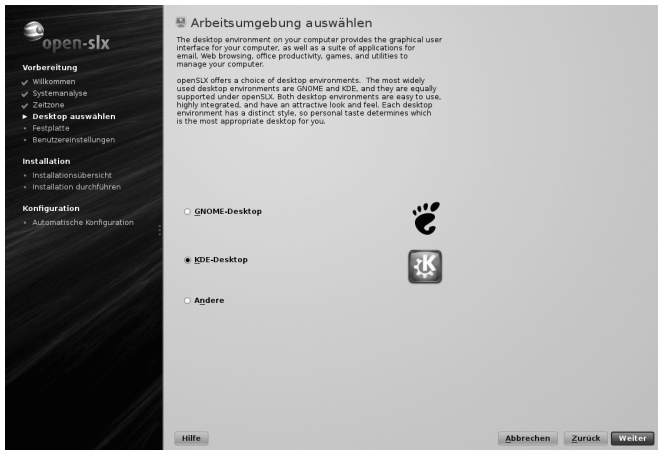 open-slx
Vorbereitung
Willkommen
Systemanalyse
Zeitzone
Desktop auswählen
Festplatte
Benutzereinstellungen
Installation
Installationsübersicht
Installation durchführen
Konfiguration
Automatische Konfiguration
Arbeitsumgebung auswählen
The desktop environment on your computer provides the graphical user
interface for your computer, as well as a suite of applications for
email, Web browsing, office productivity, games, and utilities to
manage your computer.
openSLX offers a choice of desktop environments. The most widely
used desktop environments are GNOME and KDE, and they are equally
supported under openSLX. Both desktop environments are easy to use,
highly integrated, and have an attractive look and feel. Each desktop
environment has a distinct style, so personal taste determines which
is the most appropriate desktop for you.
GNOME-Desktop
KDE-Desktop
K
Andere
Hilfe
Abbrechen
Zurück
Weiter